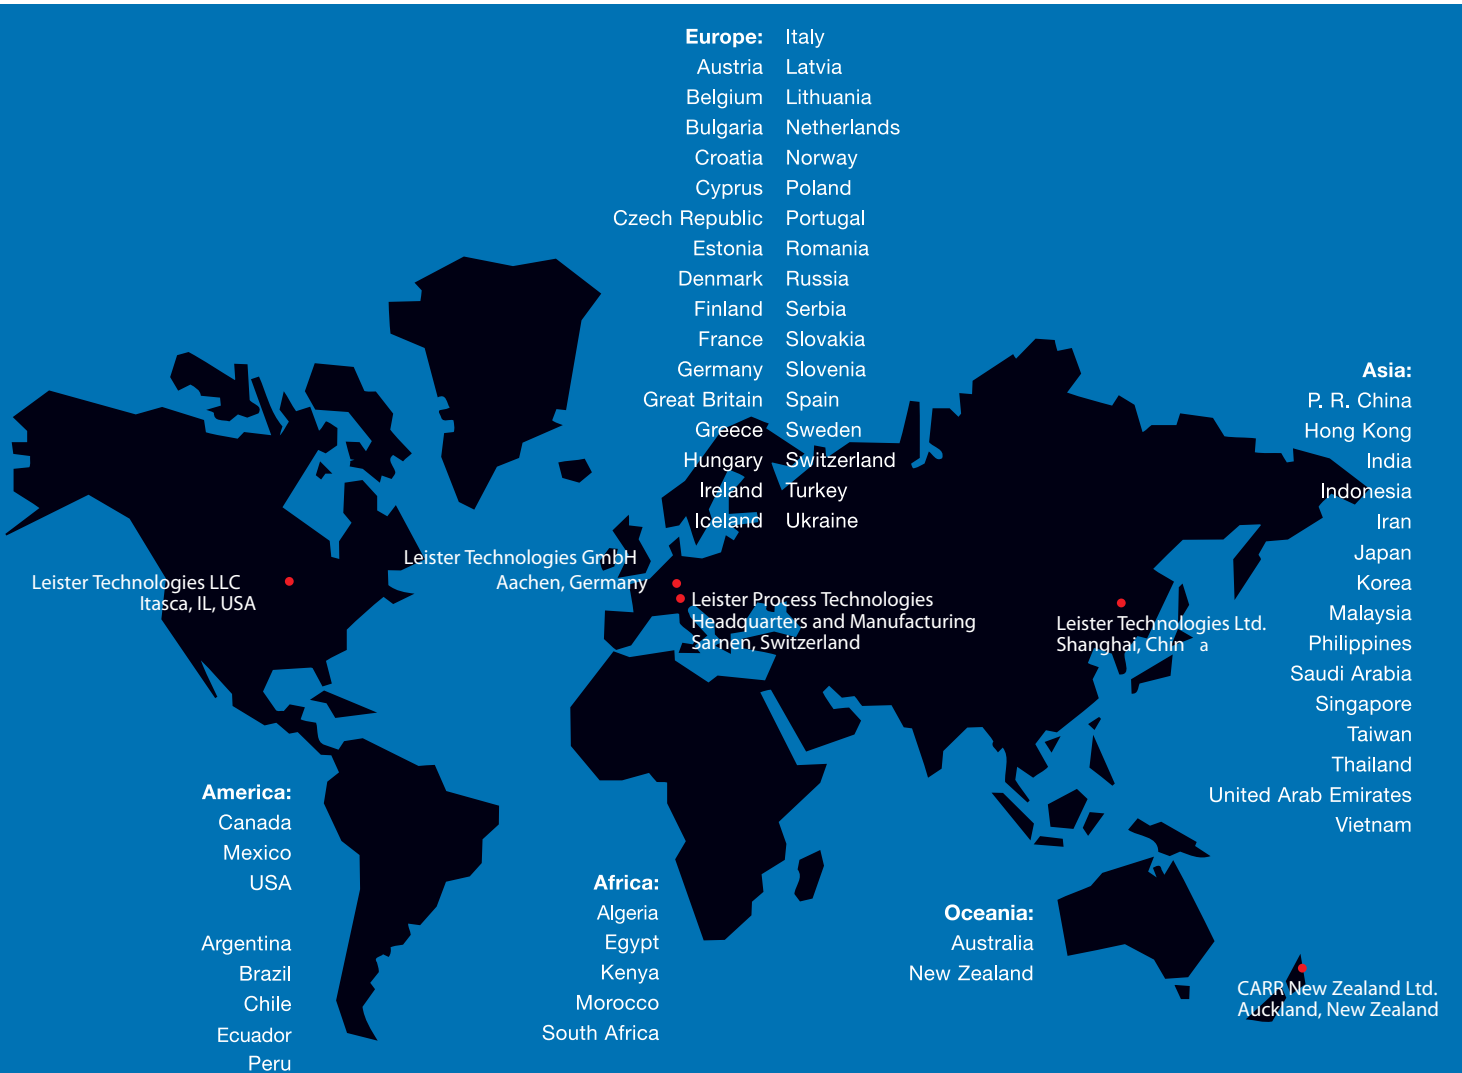 Europe:
Austria
Belgium
Bulgaria
Croatia
Cyprus
Czech Republic
Estonia
Denmark
Finland
France
Germany
Great Britain
Greece
Hungary
Ireland
Iceland
Italy
Latvia
Lithuania
Netherlands
Norway
Poland
Portugal
Romania
Russia
Serbia
Slovakia
Slovenia
Spain
Sweden
Switzerland
Turkey
Ukraine
Asia:
P. R. China
Hong Kong
India
Indonesia
Iran
Japan
Korea
Malaysia
Philippines
Saudi Arabia
Singapore
Taiwan
Thailand
United Arab Emirates
Vietnam
Leister Technologies LLC
Itasca, IL, USA
Leister Technologies GmbH
Aachen, Germany
Leister Process Technologies
Headquarters and Manufacturing
Sarnen, Switzerland
Leister Technologies Ltd.
Shanghai, Chin a
America:
Canada
Mexico
USA
Argentina
Brazil
Chile
Ecuador
Peru
Africa:
Algeria
Egypt
Kenya
Morocco
South Africa
Oceania:
Australia
New Zealand
CARR New Zealand Ltd.
Auckland, New Zealand